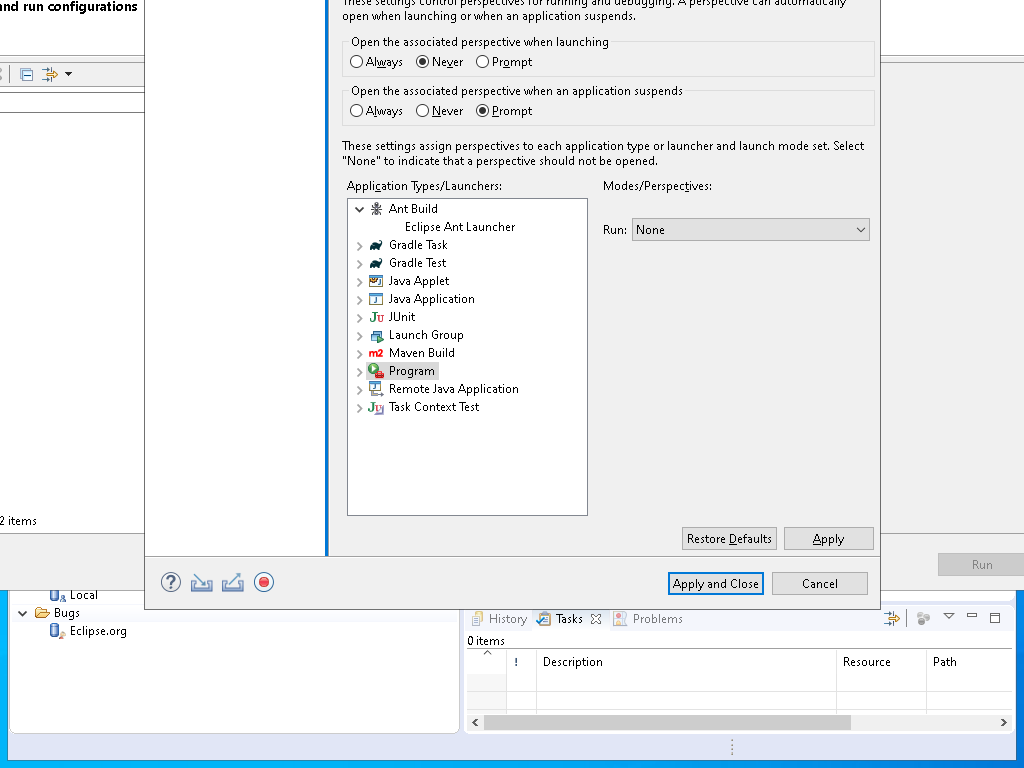 and run configurations
These settings control perspectives for running and debugging. A perspective can automatically
open when launching or when an application suspends.
Open the associated perspective when launching
Always
Never
Prompt
Open the associated perspective when an application suspends
Always
Never
Prompt
These settings assign perspectives to each application type or launcher and launch mode set. Select
"None" to indicate that a perspective should not be opened.
Application Types/Launchers:
Modes/Perspectives:
Ant Build
Eclipse Ant Launcher
Run:
None
Gradle Task
Gradle Test
Java Applet
Java Application
JUnit
Launch Group
Maven Build
Program
Remote Java Application
Task Context Test
2 items
Restore Defaults
Apply
Run
Apply and Close
Cancel
Local
Bugs
Eclipse.org
History
Tasks
Problems
0 items
!
Description
Resource
Path